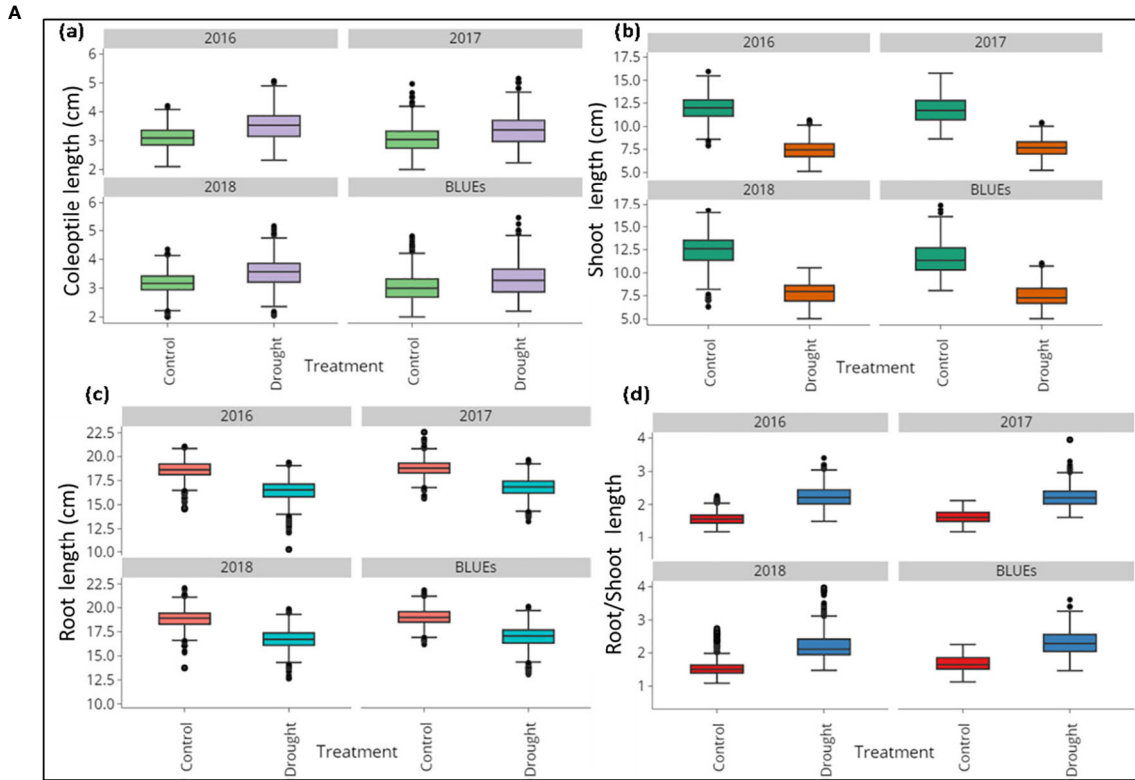 A
(a)
2016
2017
6
5
4
3
2
2018
BLUEs
6
5
4
3
2
Coleoptile length (cm)
Control
Drought
Control
Drought
Treatment
(b)
2016
2017
17.5
15.0
12.5
10.0
7.5
5.0
2018
BLUEs
17.5
15.0
12.5
10.0
7.5
5.0
Shoot length (cm)
Control
Drought
Control
Drought
Treatment
(c)
2016
2017
22.5
20.0
17.5
15.0
12.5
10.0
2018
BLUEs
22.5
20.0
17.5
15.0
12.5
10.0
Root length (cm)
Control
Drought
Control
Drought
Treatment
(d)
2016
2017
4
3
2
1
2018
BLUEs
4
3
2
1
Root/Shoot length
Control
Drought
Control
Drought
Treatment